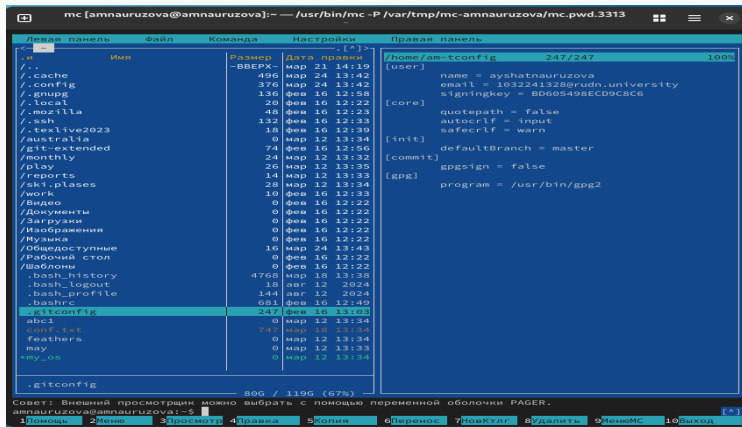 mc [amnauruzova@amnauruzova]:~ — /usr/bin/mc -P /var/tmp/mc-amnauruzova/mc.pwd.3313
Левая панель Файл Команда Настройки Правая панель
<— ~ .[^]>
.и Имя Размер Дата правки
/.. -ВВЕРХ- мар 21 14:19
/.cache 496 мар 24 13:42
/.config 376 мар 24 13:42
/.gnupg 136 фев 16 12:58
/.local 20 фев 16 12:22
/.mozilla 48 фев 16 12:23
/.ssh 132 фев 16 12:33
/.texlive2023 18 фев 16 12:39
/australia 0 мар 12 13:34
/git-extended 74 фев 16 12:56
/monthly 24 мар 12 13:32
/play 26 мар 12 13:35
/reports 14 мар 12 13:33
/ski.plases 28 мар 12 13:34
/work 10 фев 16 12:33
/Видео 0 фев 16 12:22
/Документы 0 фев 16 12:22
/Загрузки 0 фев 16 12:22
/Изображения 0 фев 16 12:22
/Музыка 0 фев 16 12:22
/Общедоступные 16 мар 24 13:43
/Рабочий стол 0 фев 16 12:22
/Шаблоны 0 фев 16 12:22
.bash_history 4768 мар 18 13:38
.bash_logout 18 авг 12 2024
.bash_profile 144 авг 12 2024
.bashrc 681 фев 16 12:49
.gitconfig 247 фев 16 13:03
abc1 0 мар 12 13:34
conf.txt 747 мар 18 13:34
feathers 0 мар 12 13:34
may 0 мар 12 13:33
*my_os 0 мар 12 13:34
.gitconfig
80G / 119G (67%)
/home/am~tconfig 247/247 100%
[user]
name = ayshatnauruzova
email = 1032241328@rudn.university
signingkey = BD605498ECD9C8C6
[core]
quotepath = false
autocrlf = input
safecrlf = warn
[init]
defaultBranch = master
[commit]
gpgsign = false
[gpg]
program = /usr/bin/gpg2
Совет: Внешний просмотрщик можно выбрать с помощью переменной оболочки PAGER.
amnauruzova@amnauruzova:~$ [^]
1Помощь 2Меню 3Просмотр 4Правка 5Копия 6Перенос 7НовКтлг 8Удалить 9МенюMC 10Выход